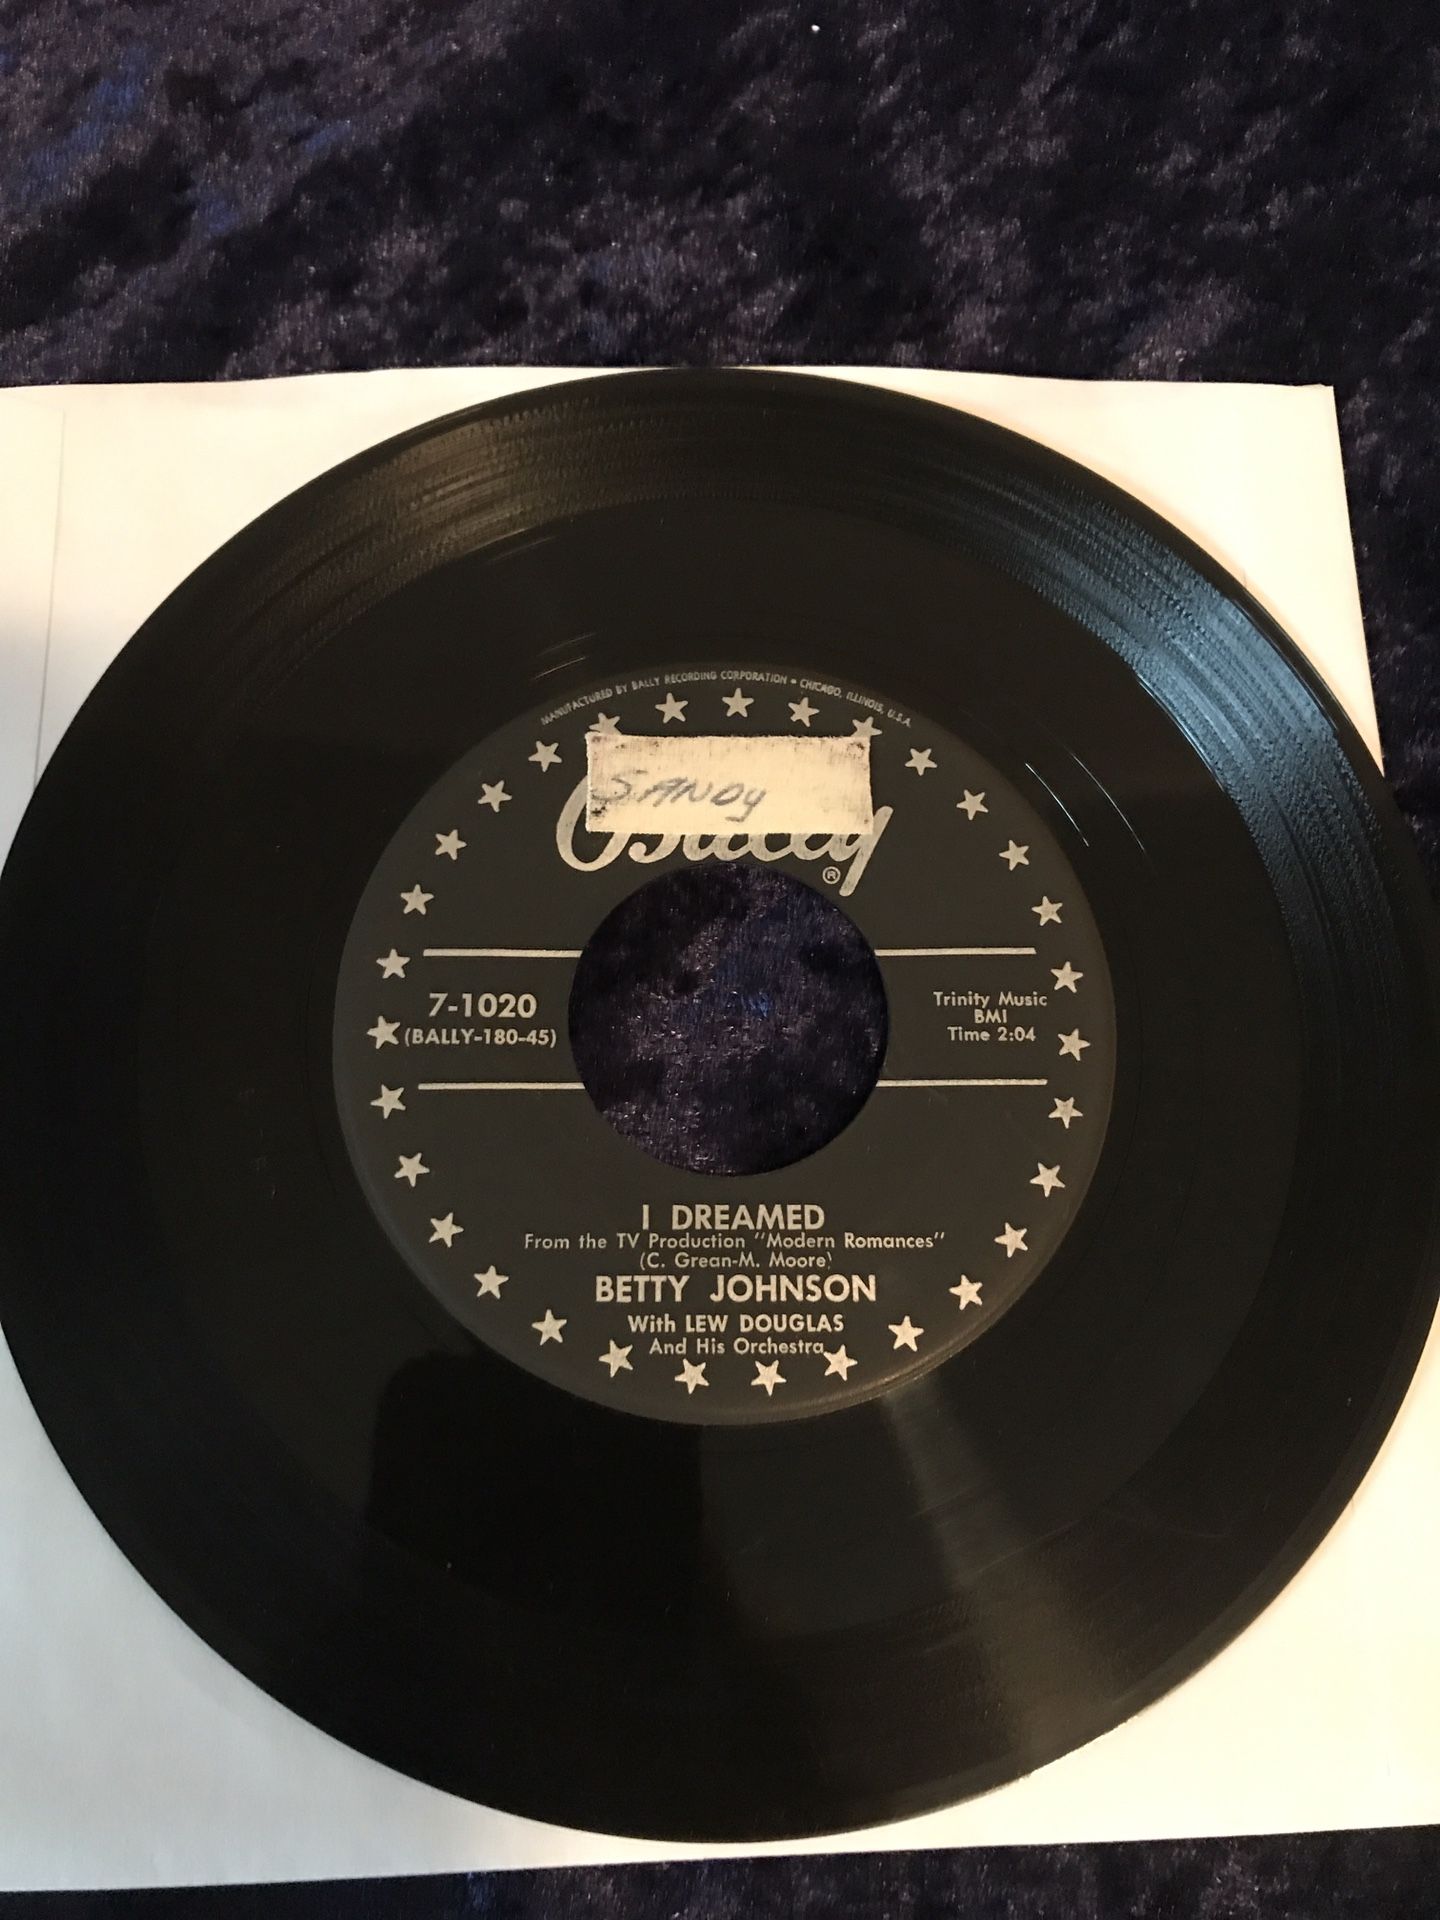 MANUFACTURED BY BALLY RECORDING CORPORATION • CHICAGO, ILLINOIS, U.S.A.
SANDY
Bally
®
7-1020
(BALLY-180-45)
Trinity Music
BMI
Time 2:04
I DREAMED
From the TV Production "Modern Romances"
(C. Grean-M. Moore)
BETTY JOHNSON
With LEW DOUGLAS
And His Orchestra